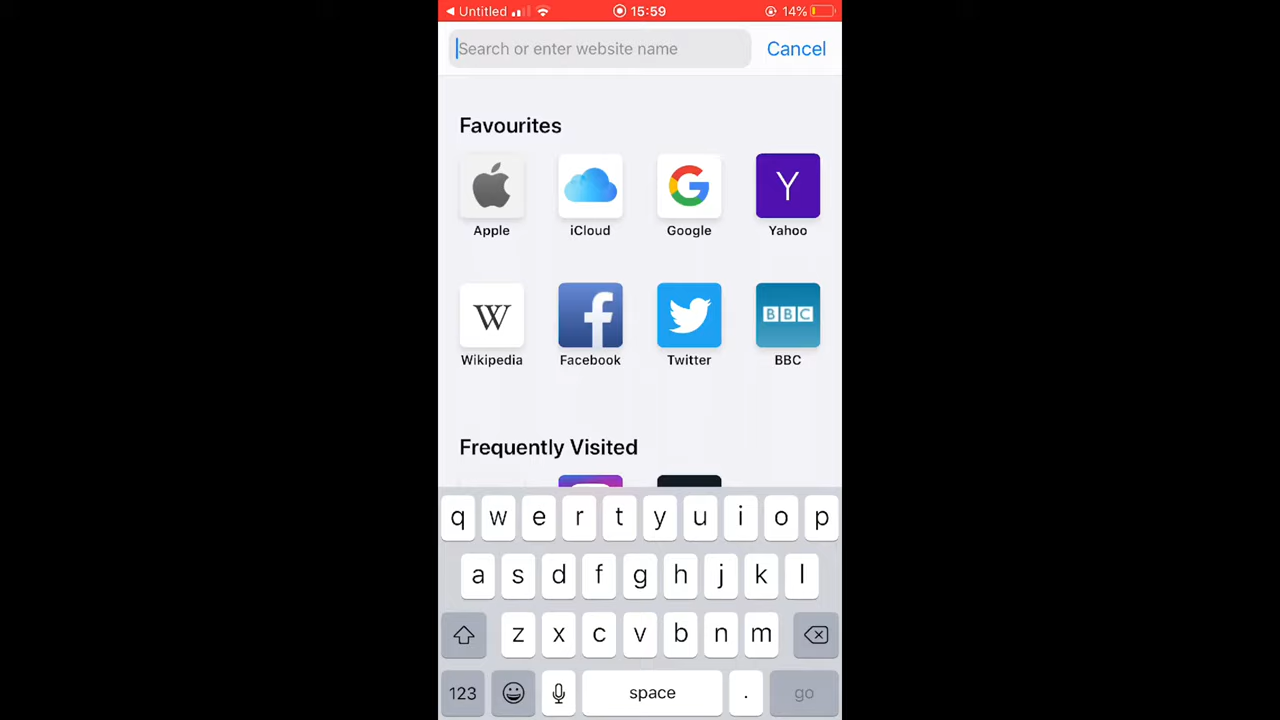 Untitled 15:59 14%
Search or enter website name Cancel
Favourites
Apple iCloud Google Yahoo
Y
W BBC
Wikipedia Facebook Twitter BBC
Frequently Visited
q w e r t y u i o p
a s d f g h j k l
z x c v b n m
123 space . go